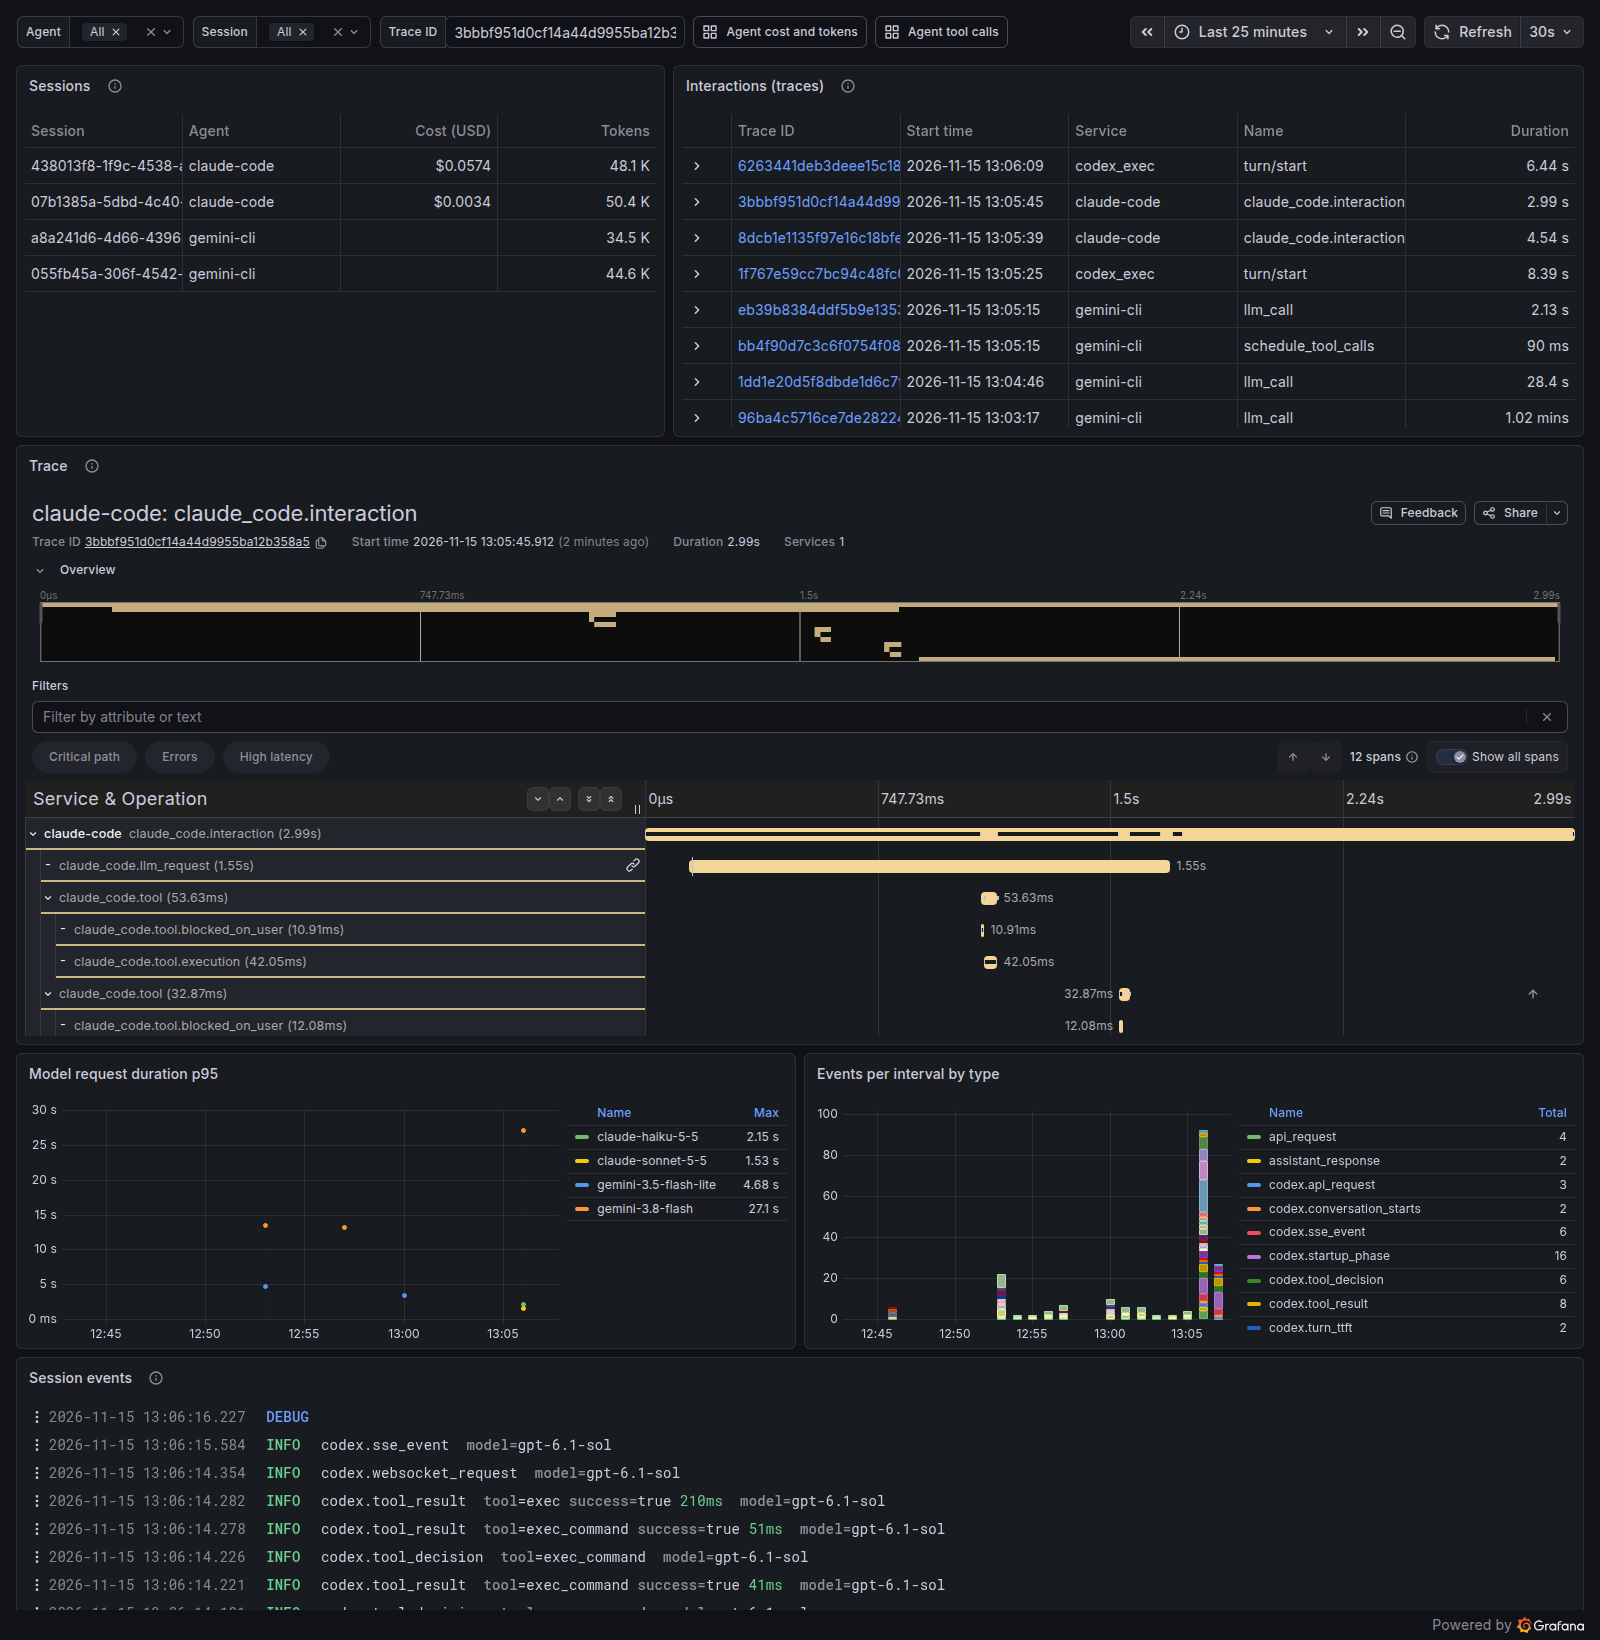 Agent All Session All Trace ID 3bbbf951d0cf14a44d9955ba12b3 Agent cost and tokens Agent tool calls Last 25 minutes Refresh 30s
Sessions
Session Agent Cost (USD) Tokens
438013f8-1f9c-4538- claude-code $0.0574 48.1 K
07b1385a-5dbd-4c40- claude-code $0.0034 50.4 K
a8a241d6-4d66-4396 gemini-cli 34.5 K
055fb45a-306f-4542- gemini-cli 44.6 K
Interactions (traces)
Trace ID Start time Service Name Duration
6263441deb3deee15c18 2026-11-15 13:06:09 codex_exec turn/start 6.44 s
3bbbf951d0cf14a44d99 2026-11-15 13:05:45 claude-code claude_code.interaction 2.99 s
8dcb1e1135f97e16c18bfe 2026-11-15 13:05:39 claude-code claude_code.interaction 4.54 s
1f767e59cc7bc94c48fc 2026-11-15 13:05:25 codex_exec turn/start 8.39 s
eb39b8384ddf5b9e135 2026-11-15 13:05:15 gemini-cli llm_call 2.13 s
bb4f90d7c3c6f0754f08 2026-11-15 13:05:15 gemini-cli schedule_tool_calls 90 ms
1dd1e20d5f8dbde1d6c7 2026-11-15 13:04:46 gemini-cli llm_call 28.4 s
96ba4c5716ce7de2822 2026-11-15 13:03:17 gemini-cli llm_call 1.02 mins
Trace
claude-code: claude_code.interaction Feedback Share
Trace ID 3bbbf951d0cf14a44d9955ba12b358a5 Start time 2026-11-15 13:05:45.912 (2 minutes ago) Duration 2.99s Services 1
Overview
0μs 747.73ms 1.5s 2.24s 2.99s
Filters
Filter by attribute or text
Critical path Errors High latency 12 spans Show all spans
Service & Operation 0μs 747.73ms 1.5s 2.24s 2.99s
claude-code claude_code.interaction (2.99s)
claude_code.llm_request (1.55s) 1.55s
claude_code.tool (53.63ms) 53.63ms
claude_code.tool.blocked_on_user (10.91ms) 10.91ms
claude_code.tool.execution (42.05ms) 42.05ms
claude_code.tool (32.87ms) 32.87ms
claude_code.tool.blocked_on_user (12.08ms) 12.08ms
Model request duration p95
30 s
25 s
20 s
15 s
10 s
5 s
0 ms
12:45 12:50 12:55 13:00 13:05
Name Max
claude-haiku-5-5 2.15 s
claude-sonnet-5-5 1.53 s
gemini-3.5-flash-lite 4.68 s
gemini-3.8-flash 27.1 s
Events per interval by type
100
80
60
40
20
0
12:45 12:50 12:55 13:00 13:05
Name Total
api_request 4
assistant_response 2
codex.api_request 3
codex.conversation_starts 2
codex.sse_event 6
codex.startup_phase 16
codex.tool_decision 6
codex.tool_result 8
codex.turn_ttft 2
Session events
2026-11-15 13:06:16.227 DEBUG
2026-11-15 13:06:15.584 INFO codex.sse_event model=gpt-6.1-sol
2026-11-15 13:06:14.354 INFO codex.websocket_request model=gpt-6.1-sol
2026-11-15 13:06:14.282 INFO codex.tool_result tool=exec success=true 210ms model=gpt-6.1-sol
2026-11-15 13:06:14.278 INFO codex.tool_result tool=exec_command success=true 51ms model=gpt-6.1-sol
2026-11-15 13:06:14.226 INFO codex.tool_decision tool=exec_command model=gpt-6.1-sol
2026-11-15 13:06:14.221 INFO codex.tool_result tool=exec_command success=true 41ms model=gpt-6.1-sol
Powered by Grafana